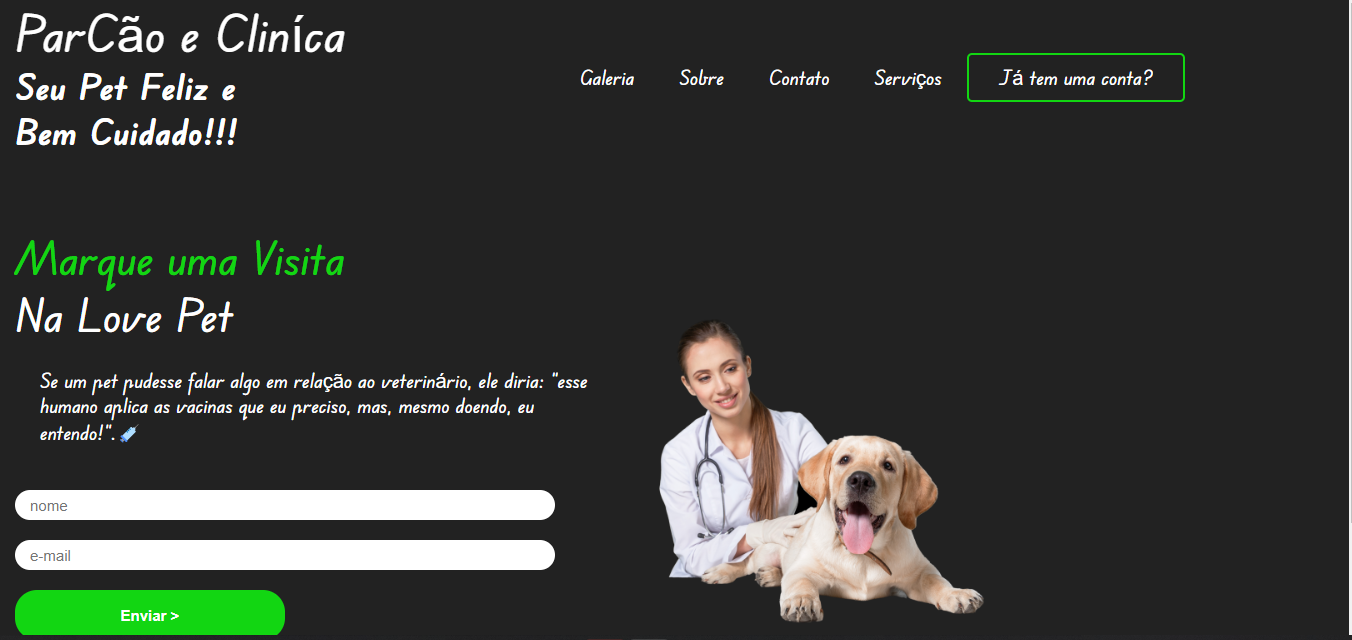 ParCão e Cliníca
Seu Pet Feliz e
Bem Cuidado!!!
Galeria
Sobre
Contato
Serviços
Já tem uma conta?
Marque uma Visita
Na Love Pet
Se um pet pudesse falar algo em relação ao veterinário, ele diria: "esse
humano aplica as vacinas que eu preciso, mas, mesmo doendo, eu
entendo!".💉
nome
e-mail
Enviar >